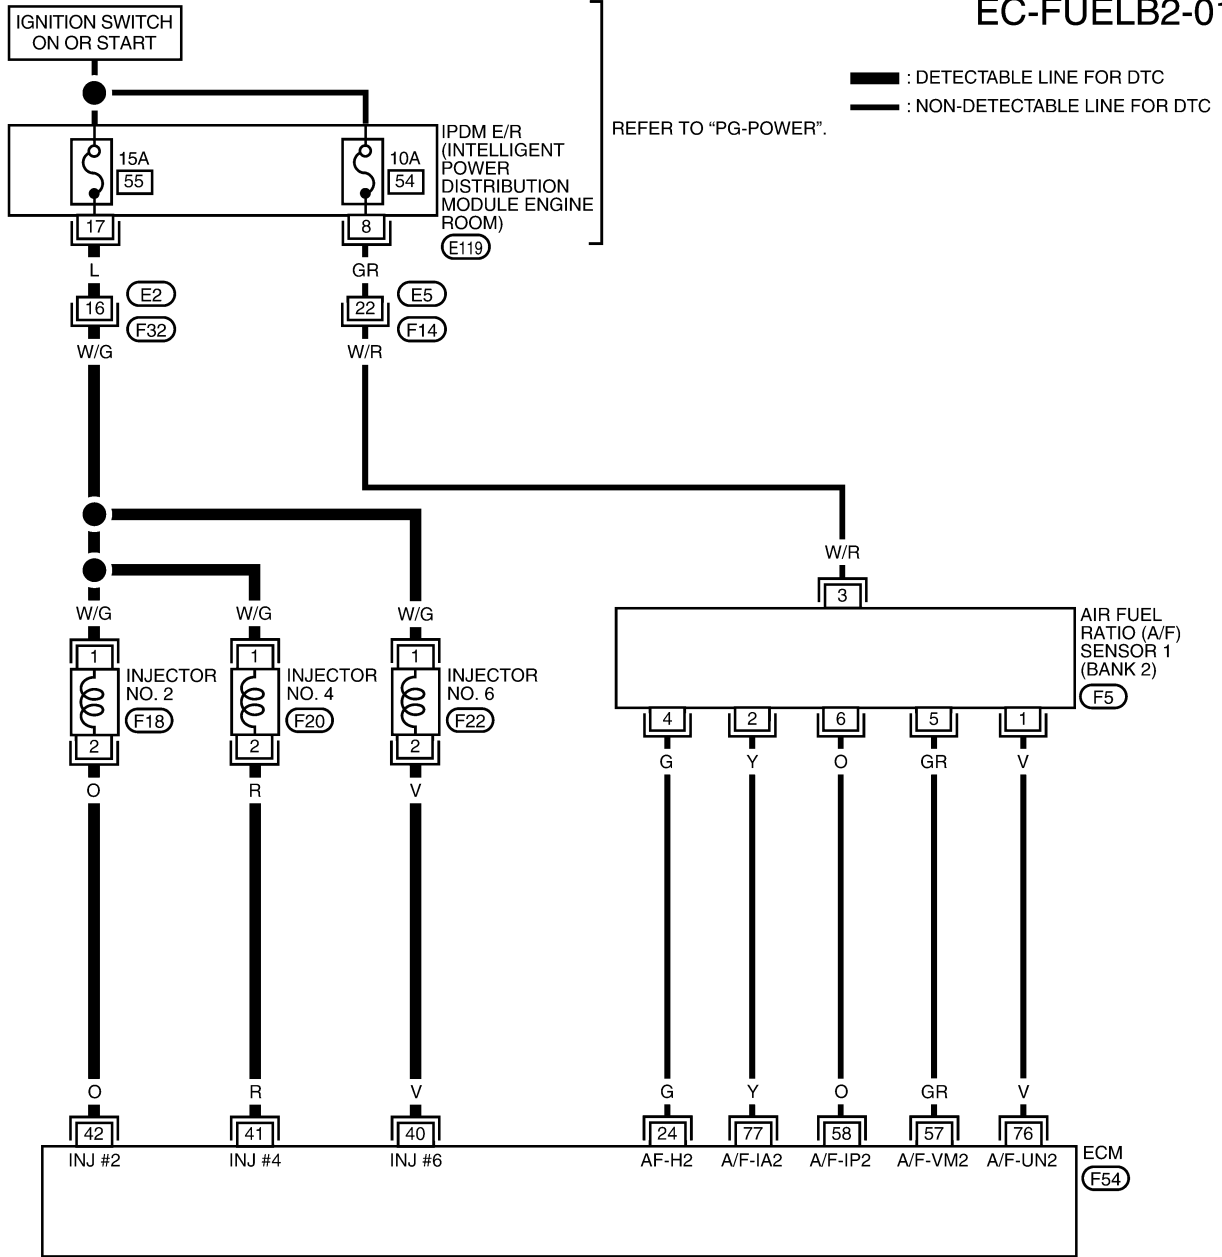 EC-FUELB2-01
IGNITION SWITCH
ON OR START
: DETECTABLE LINE FOR DTC
: NON-DETECTABLE LINE FOR DTC
REFER TO “PG-POWER”.
15A
55
10A
54
IPDM E/R
(INTELLIGENT
POWER
DISTRIBUTION
MODULE ENGINE
ROOM)
E119
17
8
L
GR
16
E2
F32
22
E5
F14
W/G
W/R
W/R
3
W/G
W/G
W/G
1
INJECTOR
NO. 2
F18
2
1
INJECTOR
NO. 4
F20
2
1
INJECTOR
NO. 6
F22
2
AIR FUEL
RATIO (A/F)
SENSOR 1
(BANK 2)
F5
4
2
6
5
1
G
Y
O
GR
V
O
R
V
O
R
V
G
Y
O
GR
V
42
41
40
24
77
58
57
76
INJ #2
INJ #4
INJ #6
AF-H2
A/F-IA2
A/F-IP2
A/F-VM2
A/F-UN2
ECM
F54